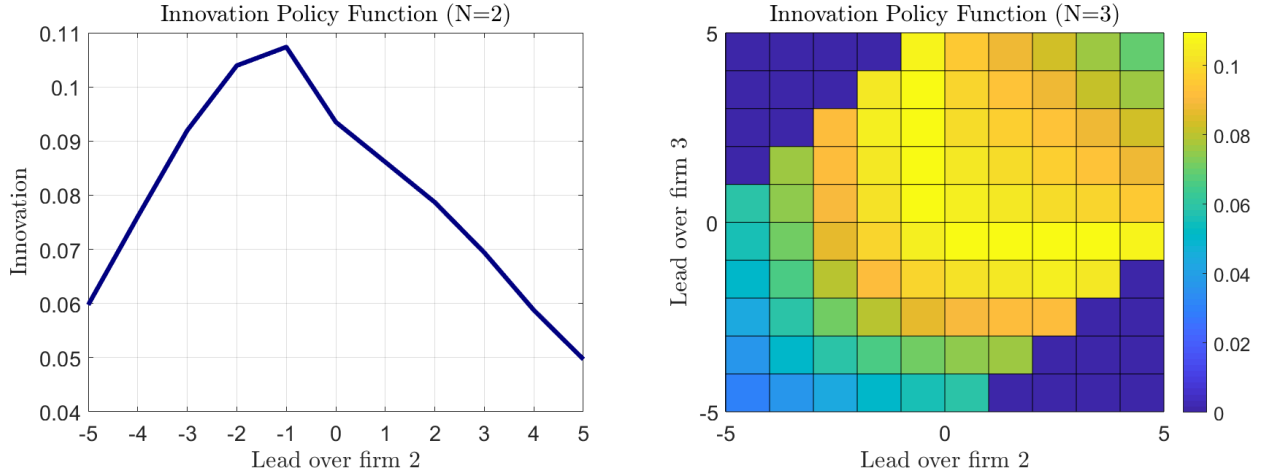 Innovation Policy Function (N=2)
Innovation
0.11
0.1
0.09
0.08
0.07
0.06
0.05
0.04
-5 -4 -3 -2 -1 0 1 2 3 4 5
Lead over firm 2
Innovation Policy Function (N=3)
Lead over firm 3
5
0
-5
-5 0 5
Lead over firm 2
0.1
0.08
0.06
0.04
0.02
0